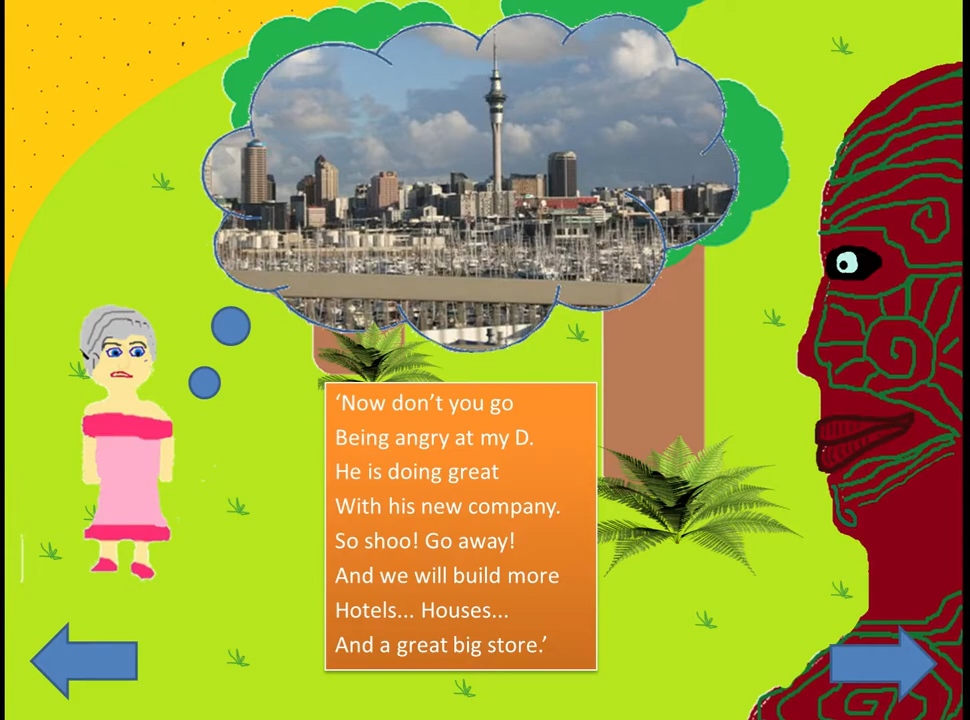 ‘Now don’t you go
Being angry at my D.
He is doing great
With his new company.
So shoo! Go away!
And we will build more
Hotels... Houses...
And a great big store.’